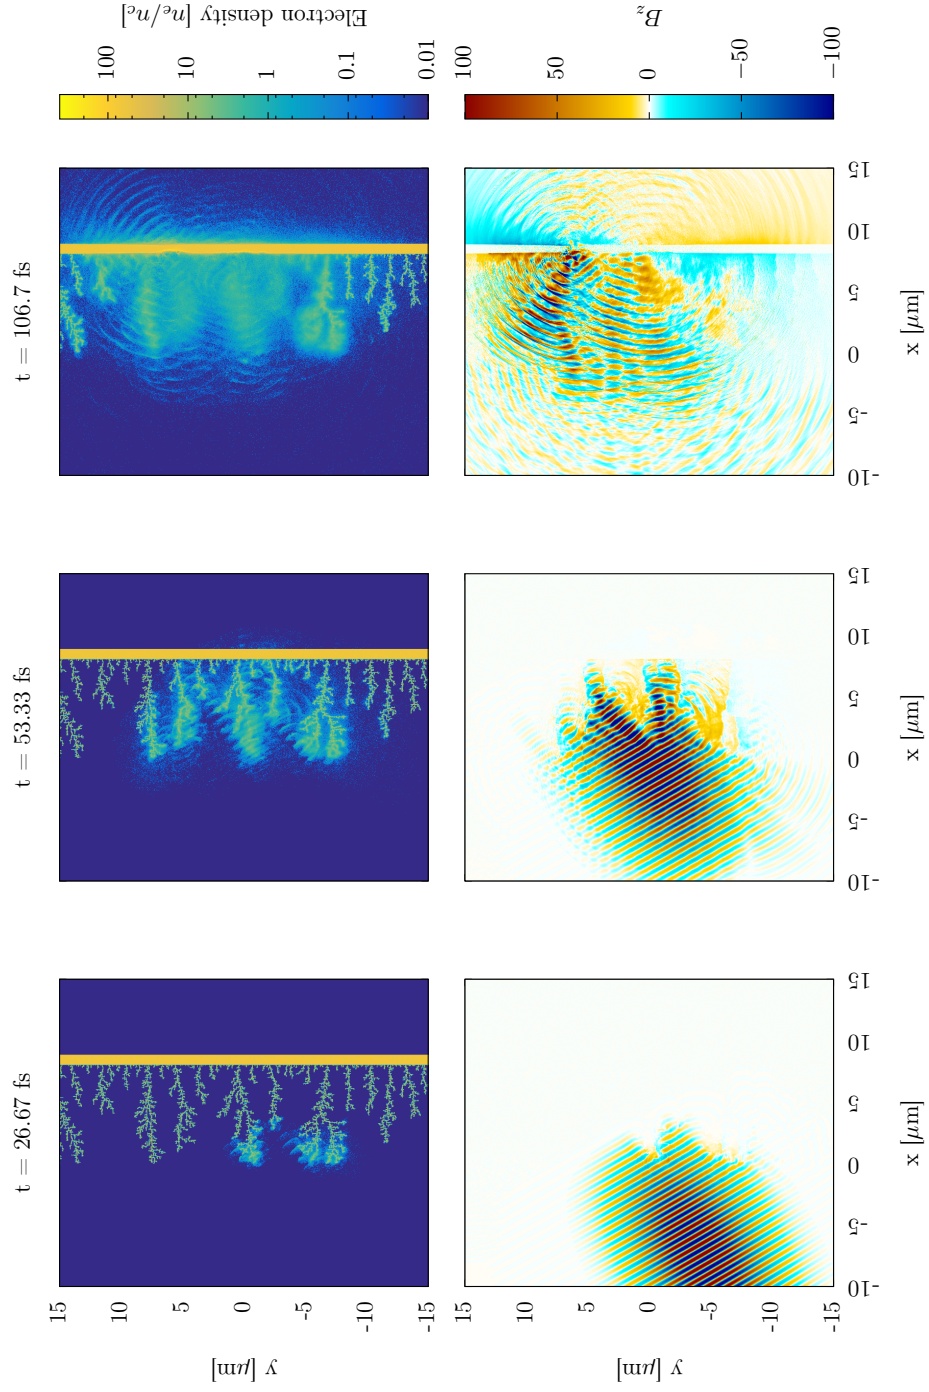 t = 26.67 fs
t = 53.33 fs
t = 106.7 fs
y [μm]
15
10
5
0
-5
-10
-15
100
10
1
0.1
0.01
Electron density [n_e/n_c]
y [μm]
15
10
5
0
-5
-10
-15
-10 -5 0 5 10 15
x [μm]
-10 -5 0 5 10 15
x [μm]
-10 -5 0 5 10 15
x [μm]
100
50
0
−50
−100
B_z